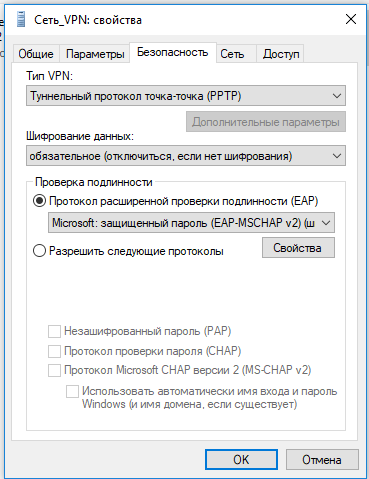 Сеть_VPN: свойства
Общие Параметры Безопасность Сеть Доступ
Тип VPN:
Туннельный протокол точка-точка (PPTP)
Дополнительные параметры
Шифрование данных:
обязательное (отключиться, если нет шифрования)
Проверка подлинности
Протокол расширенной проверки подлинности (EAP)
Microsoft: защищенный пароль (EAP-MSCHAP v2) (ш
Свойства
Разрешить следующие протоколы
Незашифрованный пароль (PAP)
Протокол проверки пароля (CHAP)
Протокол Microsoft CHAP версии 2 (MS-CHAP v2)
Использовать автоматически имя входа и пароль
Windows (и имя домена, если существует)
OK Отмена